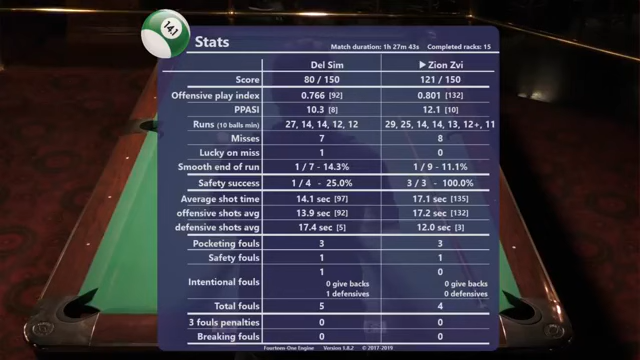 14.1
Stats
Match duration: 1h 27m 43s Completed racks: 15
Del Sim ▶ Zion Zvi
Score 80 / 150 121 / 150
Offensive play index 0.766 [92] 0.801 [132]
PPASI 10.3 [8] 12.1 [10]
Runs (10 balls min) 27, 14, 14, 12, 12 29, 25, 14, 14, 13, 12+, 11
Misses 7 8
Lucky on miss 1 0
Smooth end of run 1 / 7 - 14.3% 1 / 9 - 11.1%
Safety success 1 / 4 - 25.0% 3 / 3 - 100.0%
Average shot time 14.1 sec [97] 17.1 sec [135]
offensive shots avg 13.9 sec [92] 17.2 sec [132]
defensive shots avg 17.4 sec [5] 12.0 sec [3]
Pocketing fouls 3 3
Safety fouls 1 1
Intentional fouls 1 0
0 give backs 0 give backs
1 defensives 0 defensives
Total fouls 5 4
3 fouls penalties 0 0
Breaking fouls 0 0
Fourteen-One Engine Version 1.8.2 © 2017-2019